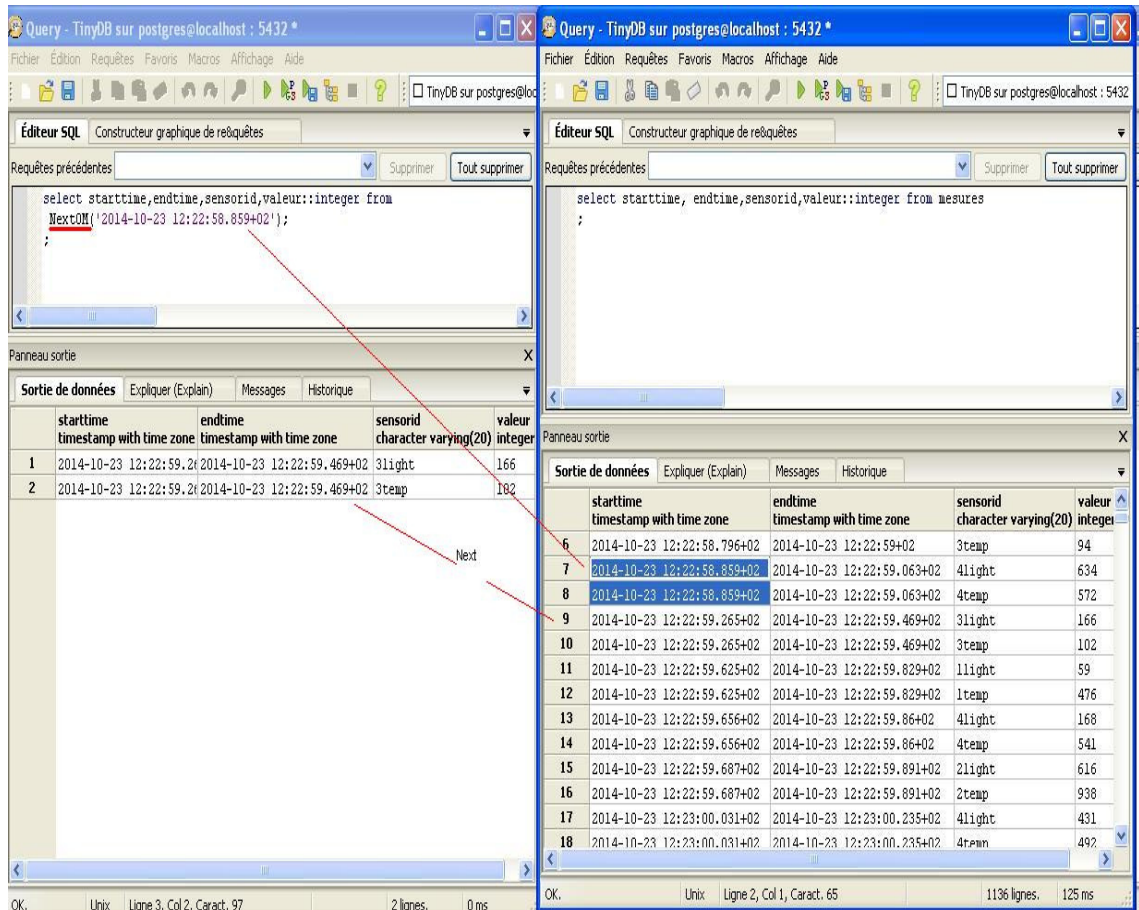 Query - TinyDB sur postgres@localhost : 5432 *
Fichier Édition Requêtes Favoris Macros Affichage Aide
TinyDB sur postgres@loc
Éditeur SQL Constructeur graphique de re&quêtes
Requêtes précédentes Supprimer Tout supprimer
select starttime,endtime,sensorid,valeur::integer from
NextOM('2014-10-23 12:22:58.859+02');
;
Panneau sortie X
Sortie de données Expliquer (Explain) Messages Historique
starttime endtime sensorid valeur
timestamp with time zone timestamp with time zone character varying(20) integer
1 2014-10-23 12:22:59.26 2014-10-23 12:22:59.469+02 3light 166
2 2014-10-23 12:22:59.26 2014-10-23 12:22:59.469+02 3temp 102
Next
OK. Unix Ligne 3, Col 2, Caract. 97 2 lignes. 0 ms
Query - TinyDB sur postgres@localhost : 5432 *
Fichier Édition Requêtes Favoris Macros Affichage Aide
TinyDB sur postgres@localhost : 5432
Éditeur SQL Constructeur graphique de re&quêtes
Requêtes précédentes Supprimer Tout supprimer
select starttime, endtime,sensorid,valeur::integer from mesures
;
Panneau sortie X
Sortie de données Expliquer (Explain) Messages Historique
starttime endtime sensorid valeur
timestamp with time zone timestamp with time zone character varying(20) integer
6 2014-10-23 12:22:58.796+02 2014-10-23 12:22:59+02 3temp 94
7 2014-10-23 12:22:58.859+02 2014-10-23 12:22:59.063+02 4light 634
8 2014-10-23 12:22:58.859+02 2014-10-23 12:22:59.063+02 4temp 572
9 2014-10-23 12:22:59.265+02 2014-10-23 12:22:59.469+02 3light 166
10 2014-10-23 12:22:59.265+02 2014-10-23 12:22:59.469+02 3temp 102
11 2014-10-23 12:22:59.625+02 2014-10-23 12:22:59.829+02 1light 59
12 2014-10-23 12:22:59.625+02 2014-10-23 12:22:59.829+02 1temp 476
13 2014-10-23 12:22:59.656+02 2014-10-23 12:22:59.86+02 4light 168
14 2014-10-23 12:22:59.656+02 2014-10-23 12:22:59.86+02 4temp 541
15 2014-10-23 12:22:59.687+02 2014-10-23 12:22:59.891+02 2light 616
16 2014-10-23 12:22:59.687+02 2014-10-23 12:22:59.891+02 2temp 938
17 2014-10-23 12:23:00.031+02 2014-10-23 12:23:00.235+02 4light 431
18 2014-10-23 12:23:00.031+02 2014-10-23 12:23:00.235+02 4temp 492
OK. Unix Ligne 2, Col 1, Caract. 65 1136 lignes. 125 ms